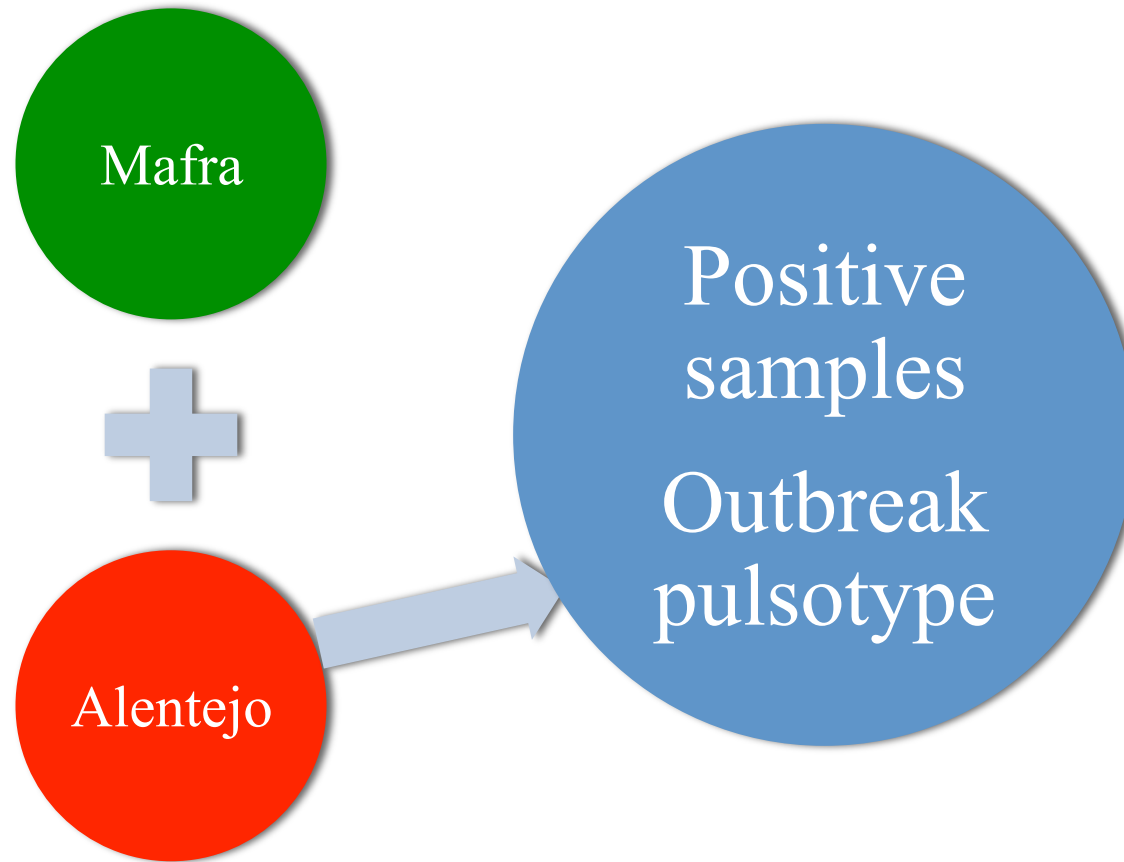 Mafra
Alentejo
Positive
samples
Outbreak
pulsotype